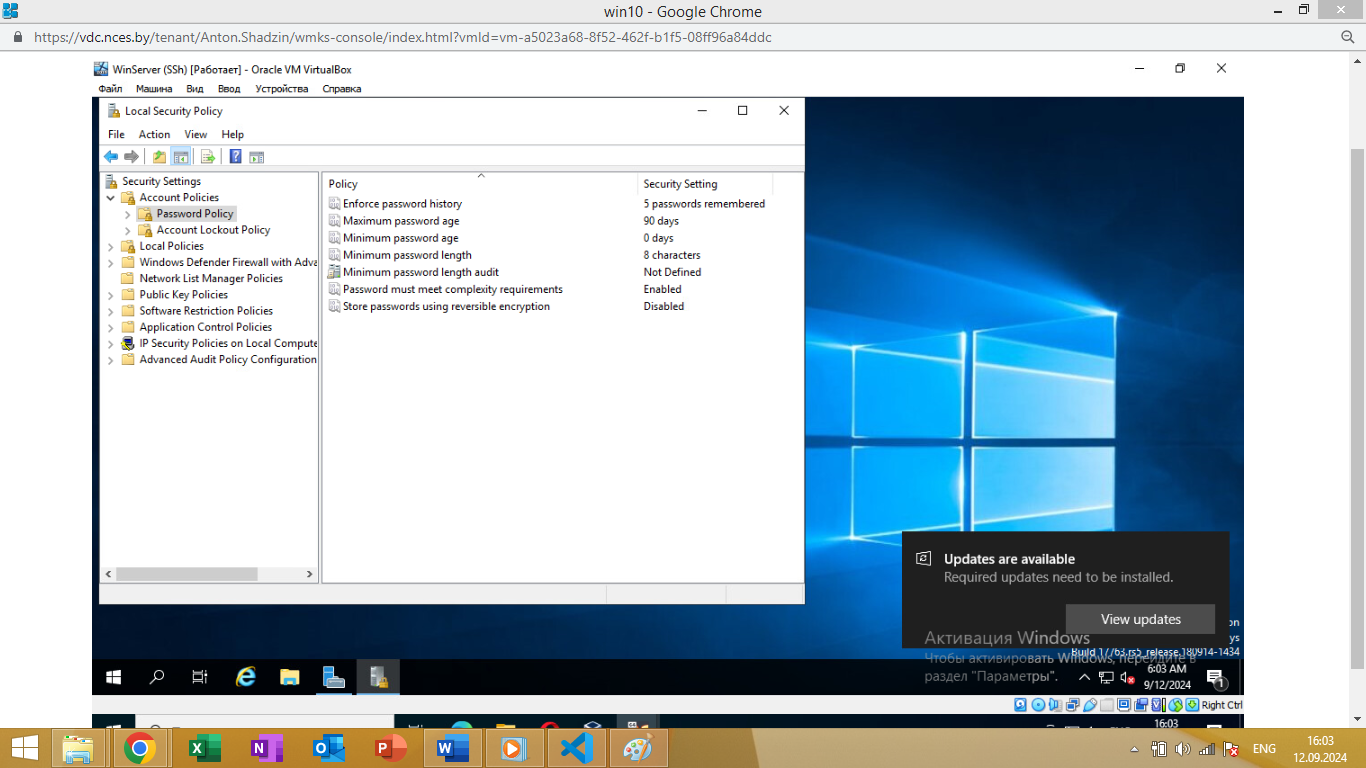 win10 - Google Chrome
https://vdc.nces.by/tenant/Anton.Shadzin/wmks-console/index.html?vmId=vm-a5023a68-8f52-462f-b1f5-08ff96a84ddc
WinServer (SSh) [Работает] - Oracle VM VirtualBox
Файл Машина Вид Ввод Устройства Справка
Local Security Policy
File Action View Help
Security Settings
Account Policies
Password Policy
Account Lockout Policy
Local Policies
Windows Defender Firewall with Adva
Network List Manager Policies
Public Key Policies
Software Restriction Policies
Application Control Policies
IP Security Policies on Local Compute
Advanced Audit Policy Configuration
Policy Security Setting
Enforce password history 5 passwords remembered
Maximum password age 90 days
Minimum password age 0 days
Minimum password length 8 characters
Minimum password length audit Not Defined
Password must meet complexity requirements Enabled
Store passwords using reversible encryption Disabled
Updates are available
Required updates need to be installed.
View updates
Активация Windows
Чтобы активировать Windows, перейдите в
раздел "Параметры".
Build 17763.rs5_release.180914-1434
6:03 AM
9/12/2024
1
Right Ctrl
16:03
ENG
16:03
12.09.2024